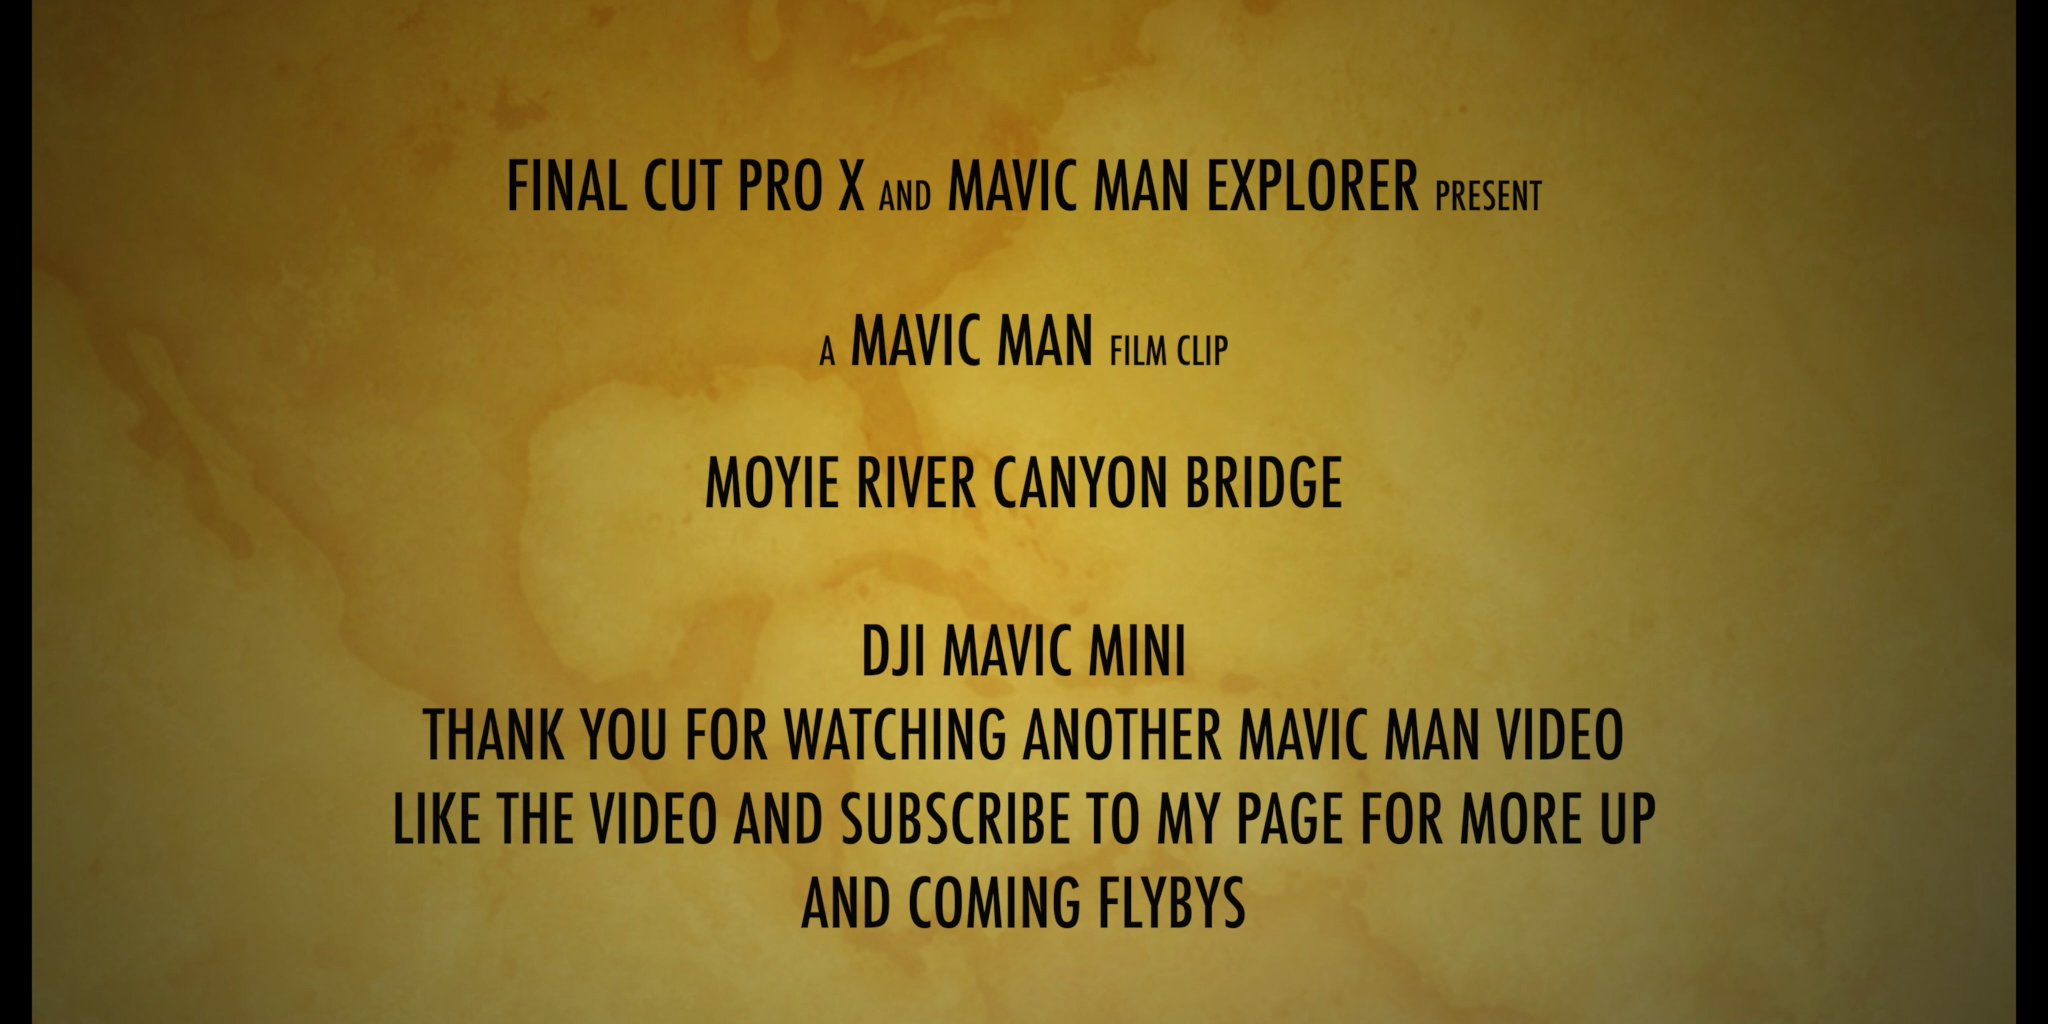 FINAL CUT PRO X AND MAVIC MAN EXPLORER PRESENT
A MAVIC MAN FILM CLIP
MOYIE RIVER CANYON BRIDGE
DJI MAVIC MINI
THANK YOU FOR WATCHING ANOTHER MAVIC MAN VIDEO
LIKE THE VIDEO AND SUBSCRIBE TO MY PAGE FOR MORE UP
AND COMING FLYBYS